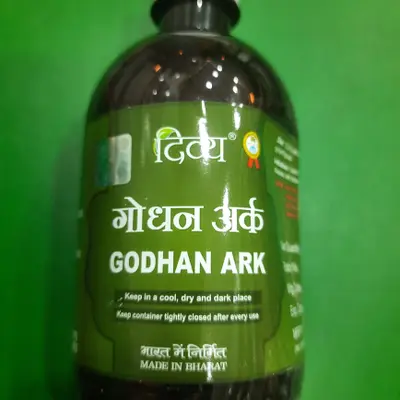 दिव्य®
गोधन अर्क
GODHAN ARK
Keep in a cool, dry and dark place
Keep container tightly closed after every use
भारत में निर्मित
MADE IN BHARAT